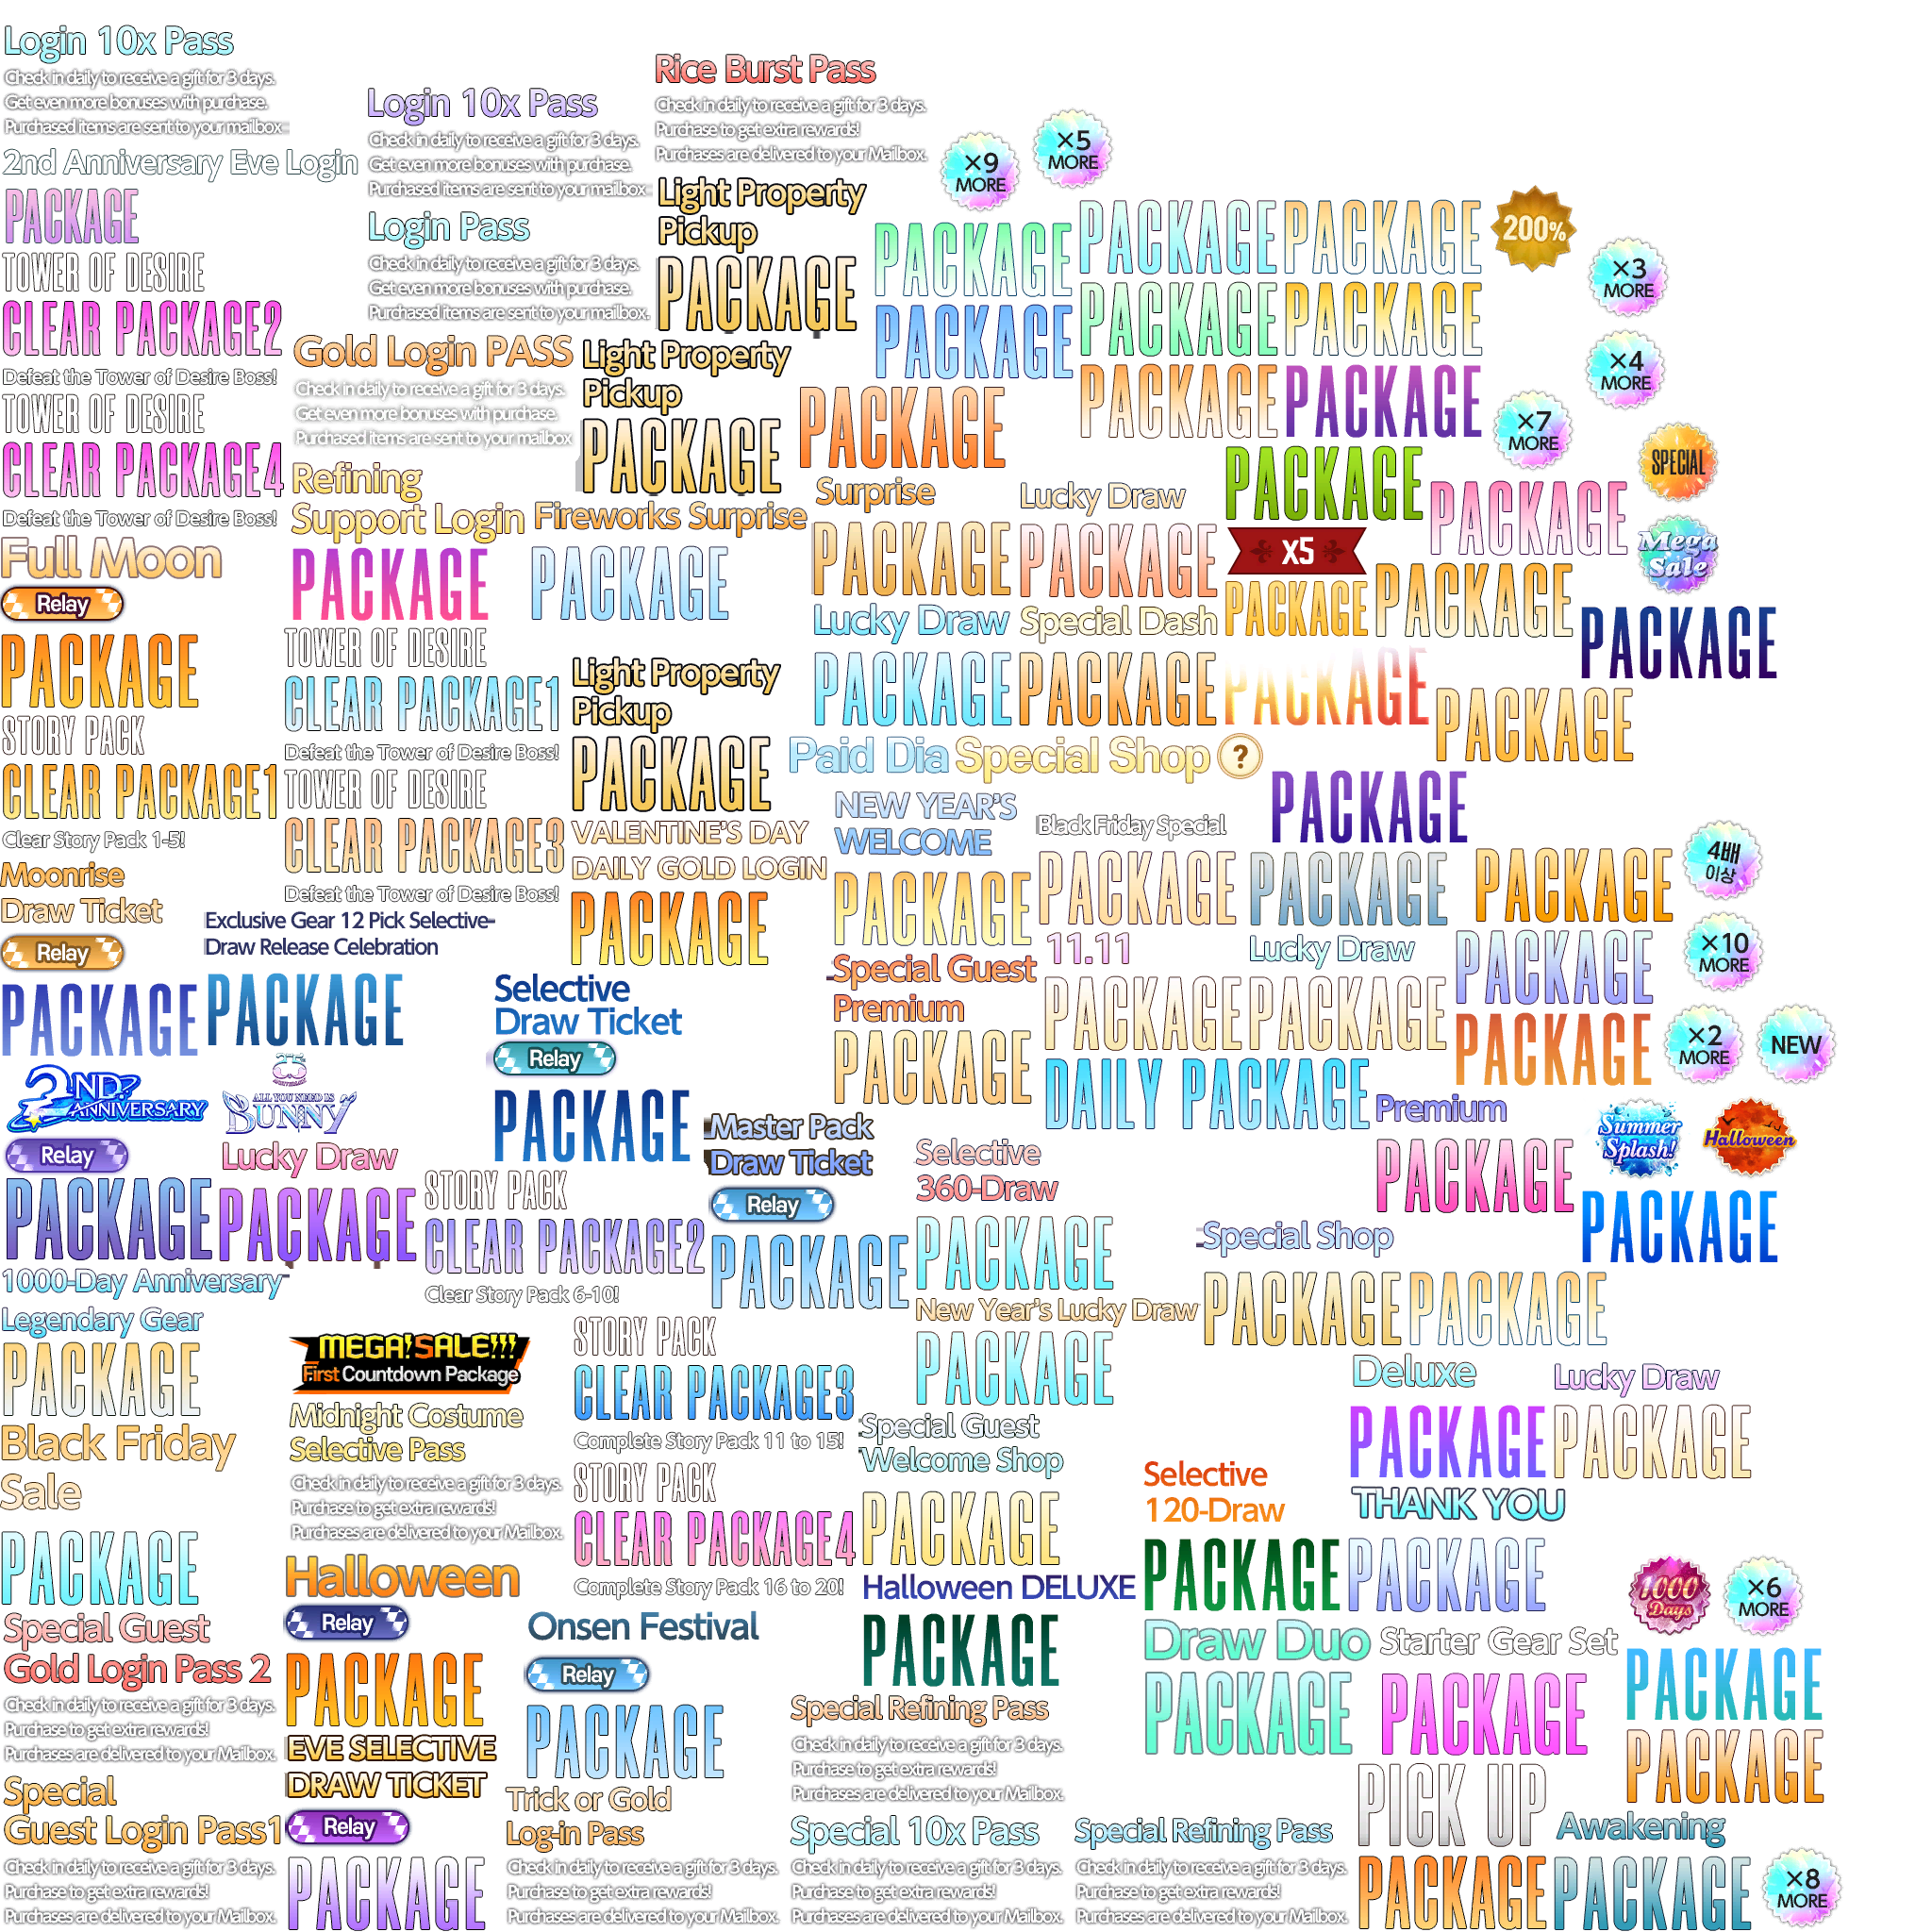 Login 10x Pass
Check in daily to receive a gift for 3 days.
Get even more bonuses with purchase.
Purchased items are sent to your mailbox
2nd Anniversary Eve Login
PACKAGE
TOWER OF DESIRE
CLEAR PACKAGE2
Defeat the Tower of Desire Boss!
TOWER OF DESIRE
CLEAR PACKAGE4
Defeat the Tower of Desire Boss!
Full Moon
Relay
PACKAGE
STORY PACK
CLEAR PACKAGE1
Clear Story Pack 1-5!
Moonrise
Draw Ticket
Relay
PACKAGE
2ND
ANNIVERSARY
Relay
PACKAGE
1000-Day Anniversary
Legendary Gear
PACKAGE
Black Friday
Sale
PACKAGE
Special Guest
Gold Login Pass 2
Check in daily to receive a gift for 3 days.
Purchase to get extra rewards!
Purchases are delivered to your Mailbox.
Special
Guest Login Pass1
Check in daily to receive a gift for 3 days.
Purchase to get extra rewards!
Purchases are delivered to your Mailbox.
Login 10x Pass
Check in daily to receive a gift for 3 days.
Get even more bonuses with purchase.
Purchased items are sent to your mailbox
Login Pass
Check in daily to receive a gift for 3 days.
Get even more bonuses with purchase.
Purchased items are sent to your mailbox.
Gold Login PASS
Check in daily to receive a gift for 3 days.
Get even more bonuses with purchase.
Purchased items are sent to your mailbox
Refining
Support Login
PACKAGE
TOWER OF DESIRE
CLEAR PACKAGE1
Defeat the Tower of Desire Boss!
TOWER OF DESIRE
CLEAR PACKAGE3
Defeat the Tower of Desire Boss!
Exclusive Gear 12 Pick Selective-
Draw Release Celebration
PACKAGE
ALL YOU NEED IS
BUNNY
Lucky Draw
PACKAGE
STORY PACK
CLEAR PACKAGE2
Clear Story Pack 6-10!
MEGA!SALE!!!
First Countdown Package
Midnight Costume
Selective Pass
Check in daily to receive a gift for 3 days.
Purchase to get extra rewards!
Purchases are delivered to your Mailbox.
Halloween
Relay
PACKAGE
EVE SELECTIVE
DRAW TICKET
Relay
PACKAGE
Rice Burst Pass
Check in daily to receive a gift for 3 days.
Purchase to get extra rewards!
Purchases are delivered to your Mailbox.
Light Property
Pickup
PACKAGE
Light Property
Pickup
PACKAGE
Fireworks Surprise
PACKAGE
Light Property
Pickup
PACKAGE
VALENTINE'S DAY
DAILY GOLD LOGIN
PACKAGE
Selective
Draw Ticket
Relay
PACKAGE
Master Pack
Draw Ticket
Relay
PACKAGE
STORY PACK
CLEAR PACKAGE3
Complete Story Pack 11 to 15!
STORY PACK
CLEAR PACKAGE4
Complete Story Pack 16 to 20!
Onsen Festival
Relay
PACKAGE
Trick or Gold
Log-in Pass
Check in daily to receive a gift for 3 days.
Purchase to get extra rewards!
Purchases are delivered to your Mailbox.
×9
MORE
×5
MORE
PACKAGE
PACKAGE
PACKAGE
200%
PACKAGE
PACKAGE
PACKAGE
×3
MORE
PACKAGE
PACKAGE
PACKAGE
×4
MORE
×7
MORE
Surprise
PACKAGE
Lucky Draw
PACKAGE
PACKAGE
X5
PACKAGE
PACKAGE
PACKAGE
SPECIAL
Mega
Sale
PACKAGE
Lucky Draw
PACKAGE
Special Dash
PACKAGE
PACKAGE
PACKAGE
Paid Dia
Special Shop
?
NEW YEAR'S
WELCOME
PACKAGE
Black Friday Special
PACKAGE
PACKAGE
PACKAGE
PACKAGE
4배
이상
Special Guest
Premium
PACKAGE
11.11
PACKAGE
Lucky Draw
PACKAGE
PACKAGE
×10
MORE
DAILY PACKAGE
PACKAGE
×2
MORE
NEW
Premium
PACKAGE
Summer
Splash!
Halloween
PACKAGE
Selective
360-Draw
PACKAGE
New Year's Lucky Draw
PACKAGE
Special Shop
PACKAGE
PACKAGE
Special Guest
Welcome Shop
PACKAGE
Deluxe
PACKAGE
Lucky Draw
PACKAGE
Selective
120-Draw
PACKAGE
THANK YOU
PACKAGE
Halloween DELUXE
PACKAGE
Draw Duo
PACKAGE
Starter Gear Set
PACKAGE
1000
Days
×6
MORE
PACKAGE
PACKAGE
Special Refining Pass
Check in daily to receive a gift for 3 days.
Purchase to get extra rewards!
Purchases are delivered to your Mailbox.
Special 10x Pass
Check in daily to receive a gift for 3 days.
Purchase to get extra rewards!
Purchases are delivered to your Mailbox.
Special Refining Pass
Check in daily to receive a gift for 3 days.
Purchase to get extra rewards!
Purchases are delivered to your Mailbox.
PICK UP
PACKAGE
Awakening
PACKAGE
×8
MORE